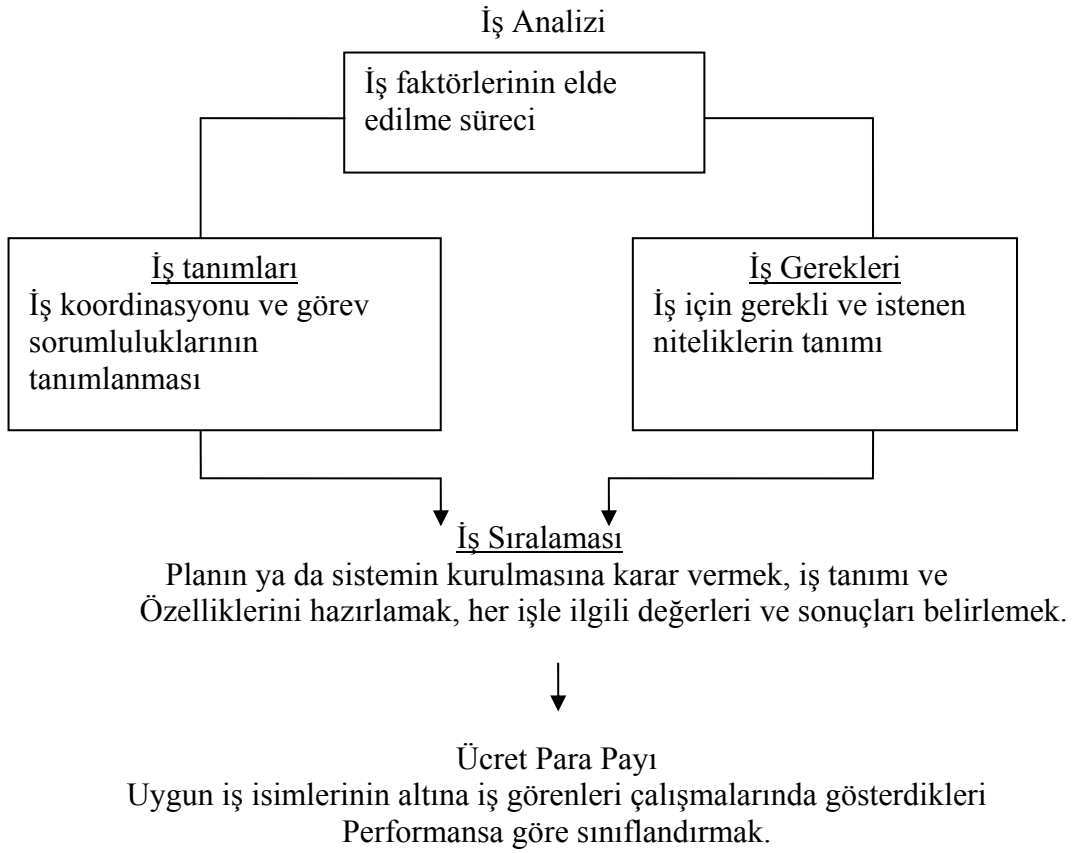 İş Analizi
İş faktörlerinin elde
edilme süreci
İş tanımları
İş koordinasyonu ve görev
sorumluluklarının
tanımlanması
İş Gerekleri
İş için gerekli ve istenen
niteliklerin tanımı
İş Sıralaması
Planın ya da sistemin kurulmasına karar vermek, iş tanımı ve
Özelliklerini hazırlamak, her işle ilgili değerleri ve sonuçları belirlemek.
Ücret Para Payı
Uygun iş isimlerinin altına iş görenleri çalışmalarında gösterdikleri
Performansa göre sınıflandırmak.